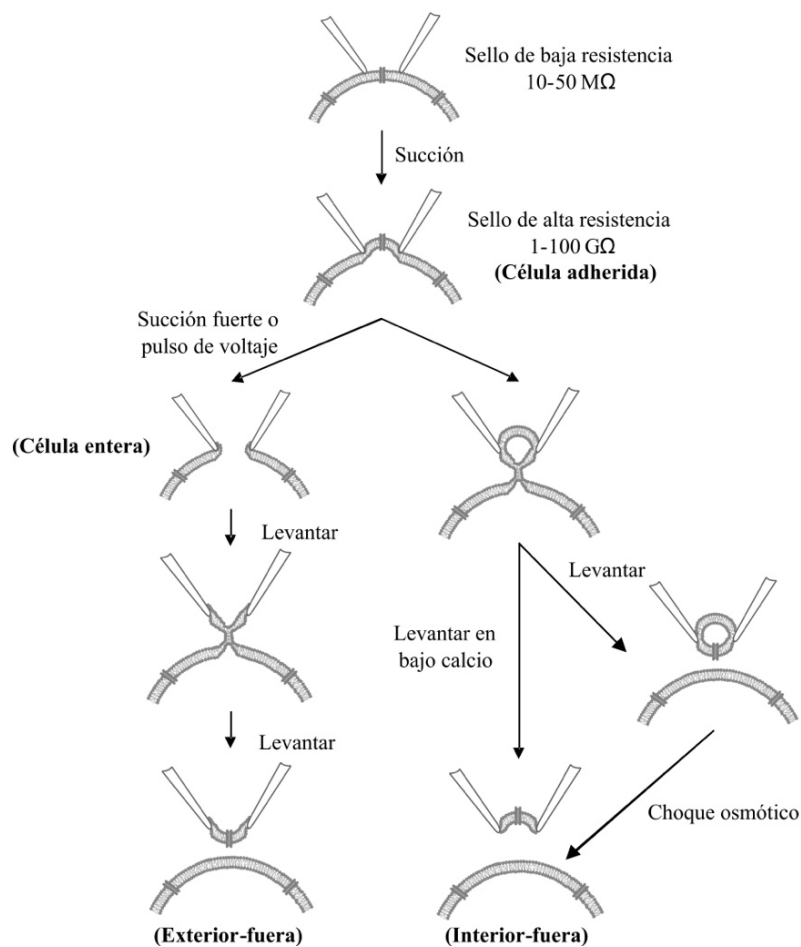 Sello de baja resistencia
10-50 MΩ
Succión
Sello de alta resistencia
1-100 GΩ
(Célula adherida)
Succión fuerte o
pulso de voltaje
(Célula entera)
Levantar
Levantar
Levantar en
bajo calcio
Levantar
Choque osmótico
(Exterior-fuera)
(Interior-fuera)